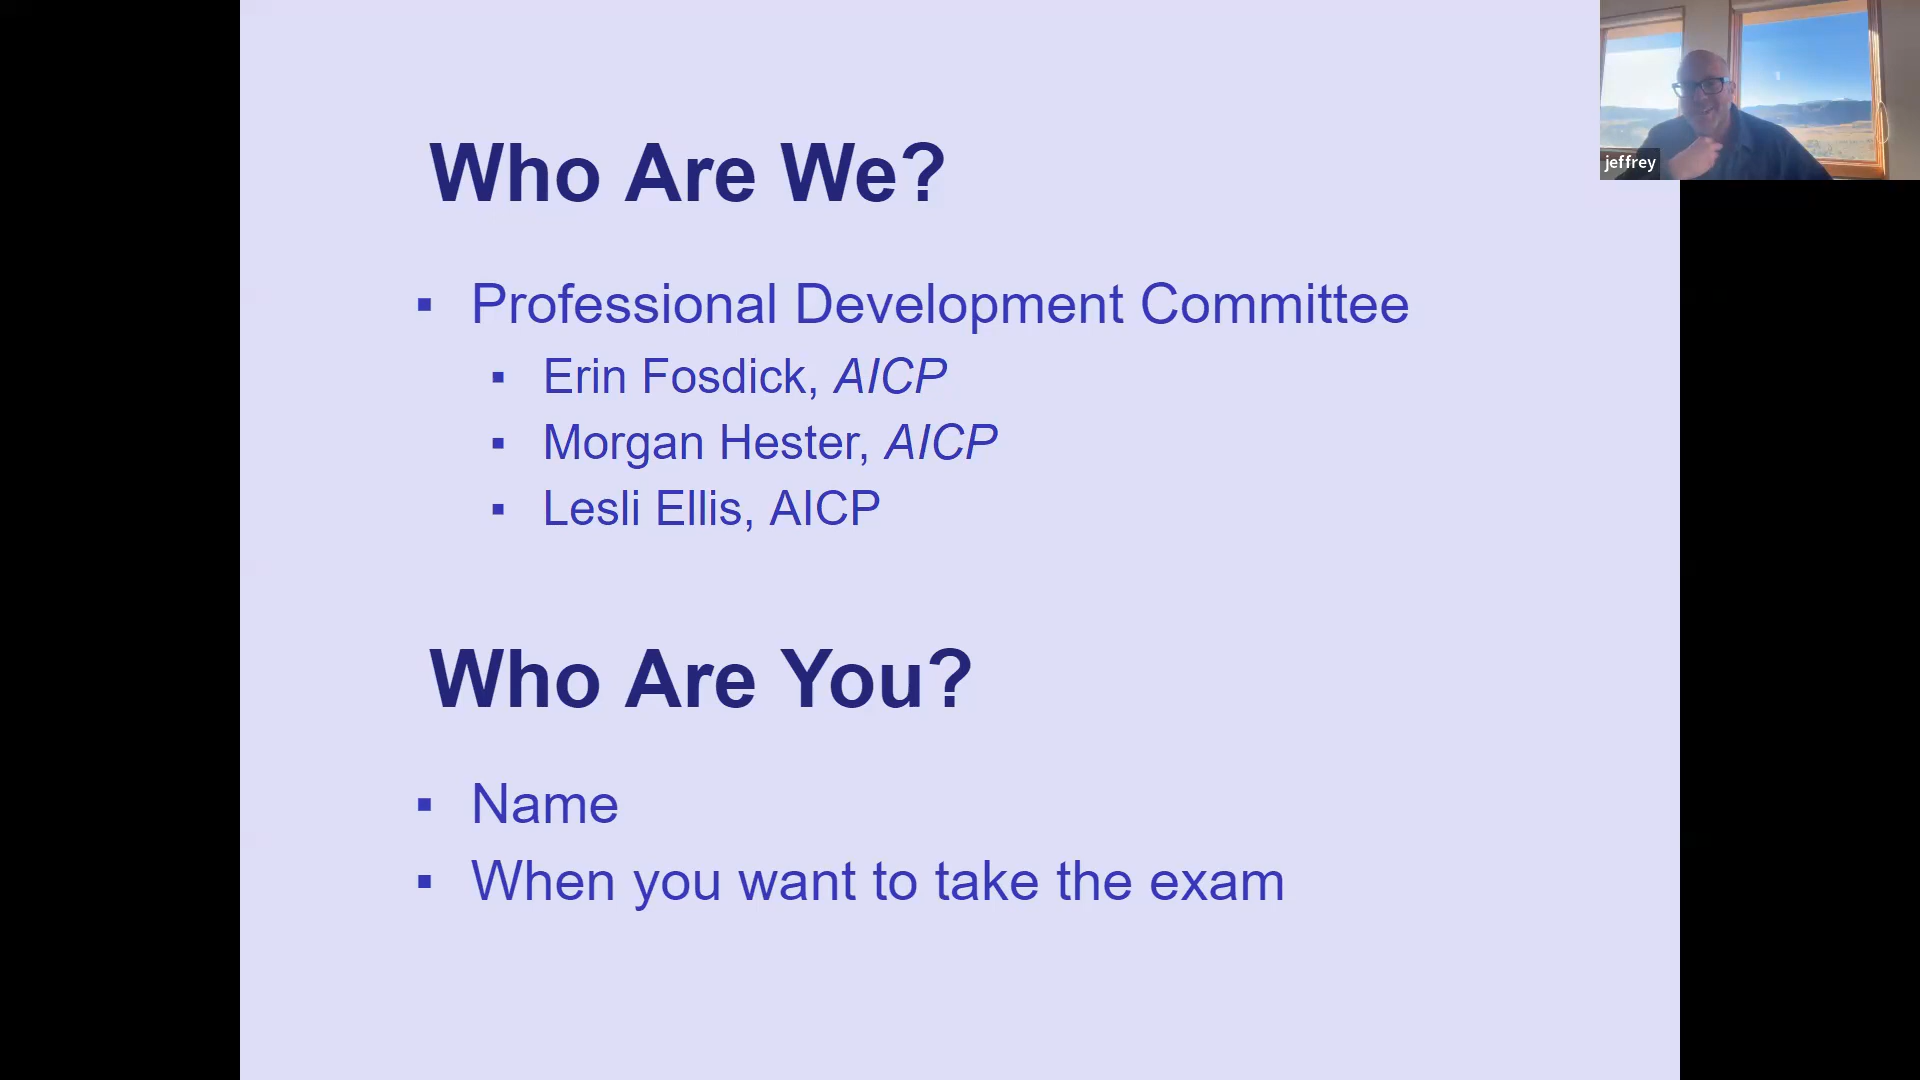 Who Are We?
▪ Professional Development Committee
▪ Erin Fosdick, AICP
▪ Morgan Hester, AICP
▪ Lesli Ellis, AICP
Who Are You?
▪ Name
▪ When you want to take the exam
jeffrey